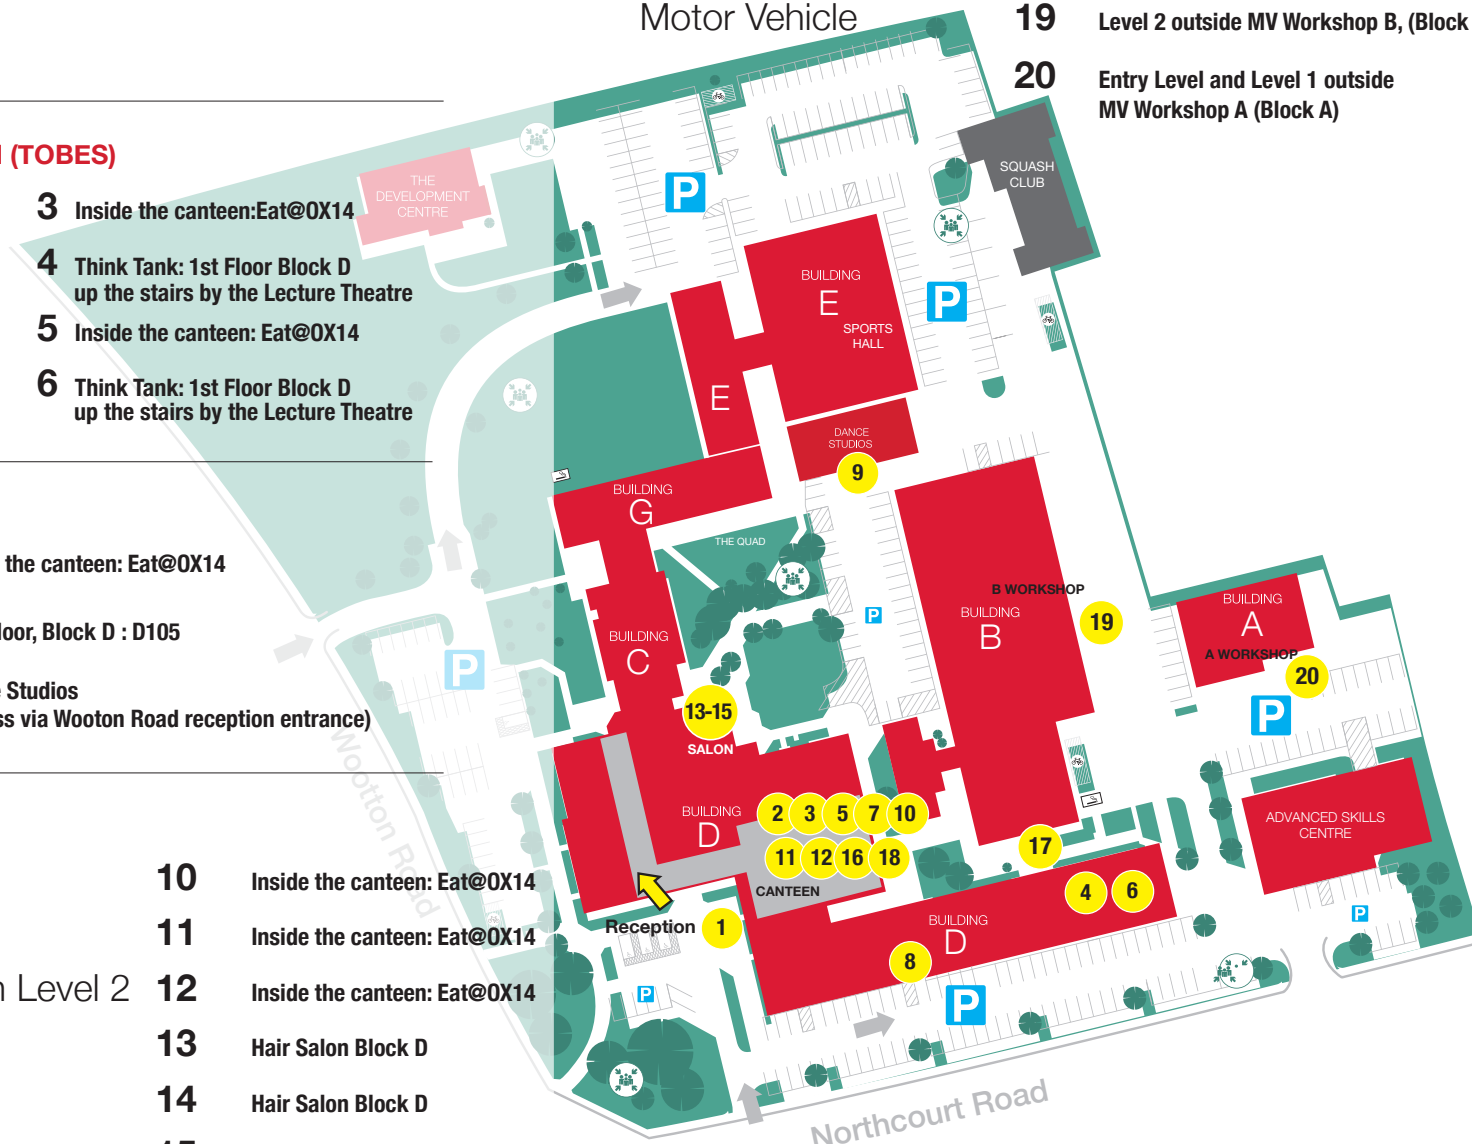 Motor Vehicle
19 Level 2 outside MV Workshop B, (Block
20 Entry Level and Level 1 outside
MV Workshop A (Block A)
(TOBES)
3 Inside the canteen:Eat@OX14
4 Think Tank: 1st Floor Block D
up the stairs by the Lecture Theatre
5 Inside the canteen: Eat@OX14
6 Think Tank: 1st Floor Block D
up the stairs by the Lecture Theatre
the canteen: Eat@OX14
loor, Block D : D105
e Studios
ss via Wooton Road reception entrance)
10 Inside the canteen: Eat@OX14
11 Inside the canteen: Eat@OX14
n Level 2 12 Inside the canteen: Eat@OX14
13 Hair Salon Block D
14 Hair Salon Block D
THE
DEVELOPMENT
CENTRE
P
SQUASH
CLUB
BUILDING
E
SPORTS
HALL
P
E
DANCE
STUDIOS
9
BUILDING
G
THE QUAD
B WORKSHOP
BUILDING
B
19
P
BUILDING
A
A WORKSHOP
20
P
BUILDING
C
P
13-15
SALON
BUILDING
D
2 3 5 7 10
11 12 16 18
CANTEEN
17
ADVANCED SKILLS
CENTRE
4 6
Reception
1
BUILDING
D
8
P
P
P
Wootton Road
Northcourt Road